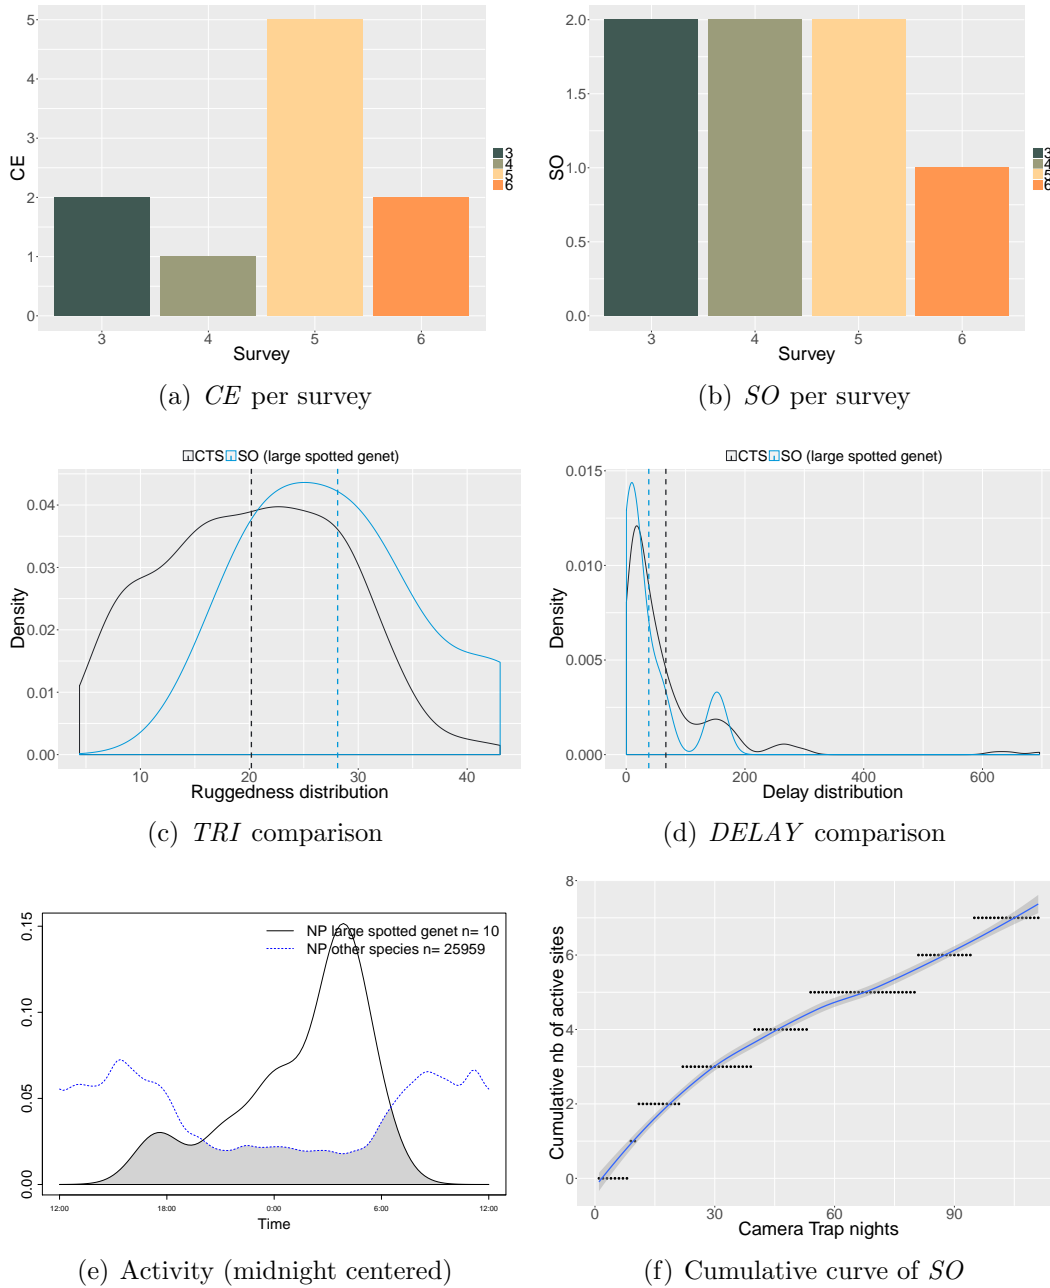 5
4
3
2
1
0
CE
3
4
5
6
Survey
3
4
5
6
(a) CE per survey
2.0
1.5
1.0
0.5
0.0
SO
3
4
5
6
Survey
3
4
5
6
(b) SO per survey
CTS SO (large spotted genet)
0.04
0.03
0.02
0.01
0.00
Density
10 20 30 40
Ruggedness distribution
(c) TRI comparison
CTS SO (large spotted genet)
0.015
0.010
0.005
0.000
Density
0 200 400 600
Delay distribution
(d) DELAY comparison
0.15
0.10
0.05
0.00
NP large spotted genet n= 10
NP other species n= 25959
12:00 18:00 0:00 6:00 12:00
Time
(e) Activity (midnight centered)
8
6
4
2
0
Cumulative nb of active sites
0 30 60 90
Camera Trap nights
(f) Cumulative curve of SO